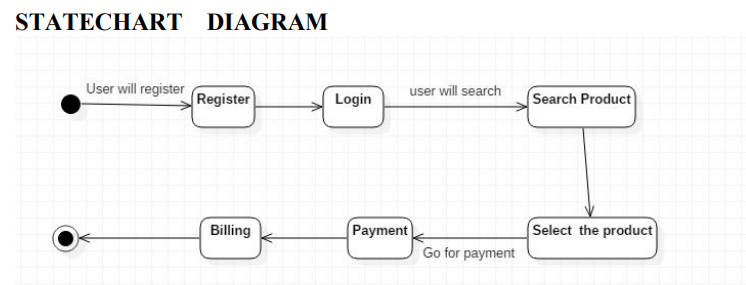 STATECHART DIAGRAM
User will register
Register
Login
user will search
Search Product
Select the product
Go for payment
Payment
Billing